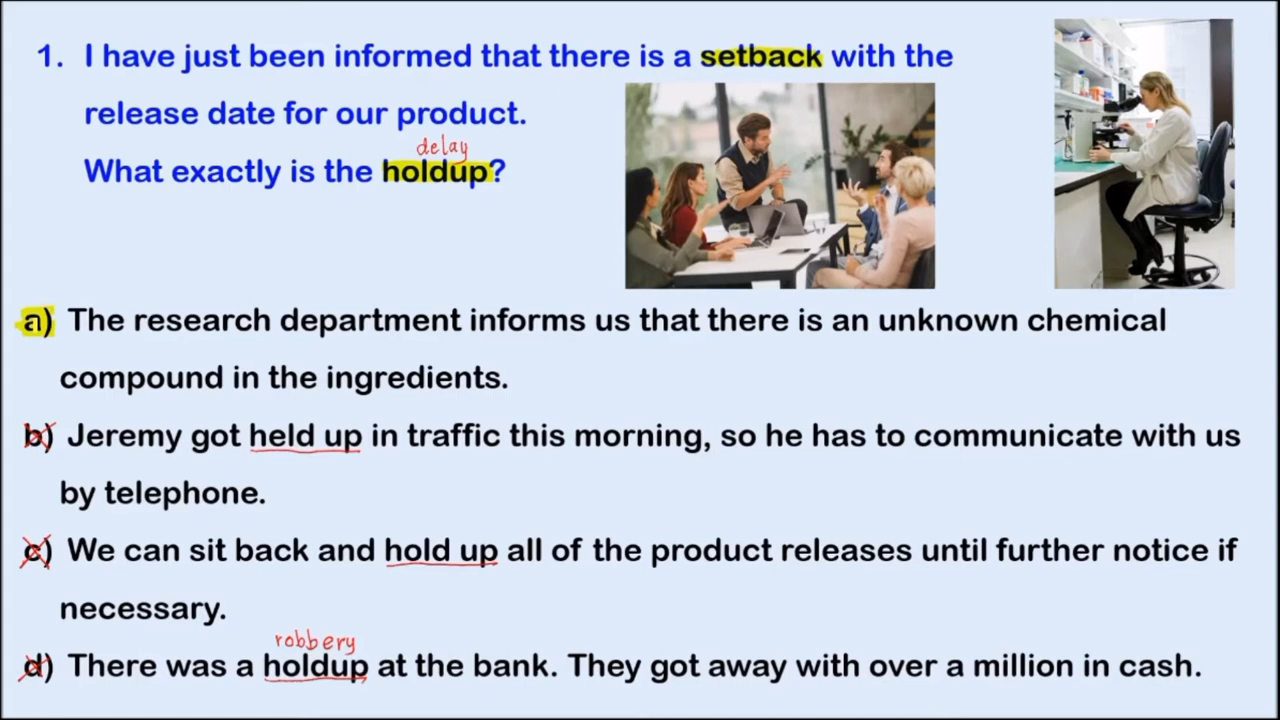 1. I have just been informed that there is a setback with the
release date for our product.
delay
What exactly is the holdup?
a) The research department informs us that there is an unknown chemical
compound in the ingredients.
b) Jeremy got held up in traffic this morning, so he has to communicate with us
by telephone.
c) We can sit back and hold up all of the product releases until further notice if
necessary.
robbery
d) There was a holdup at the bank. They got away with over a million in cash.